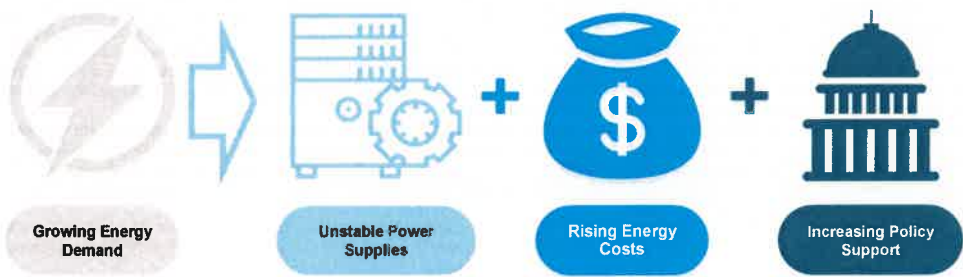 $
Growing Energy
Demand
Unstable Power
Supplies
Rising Energy
Costs
Increasing Policy
Support